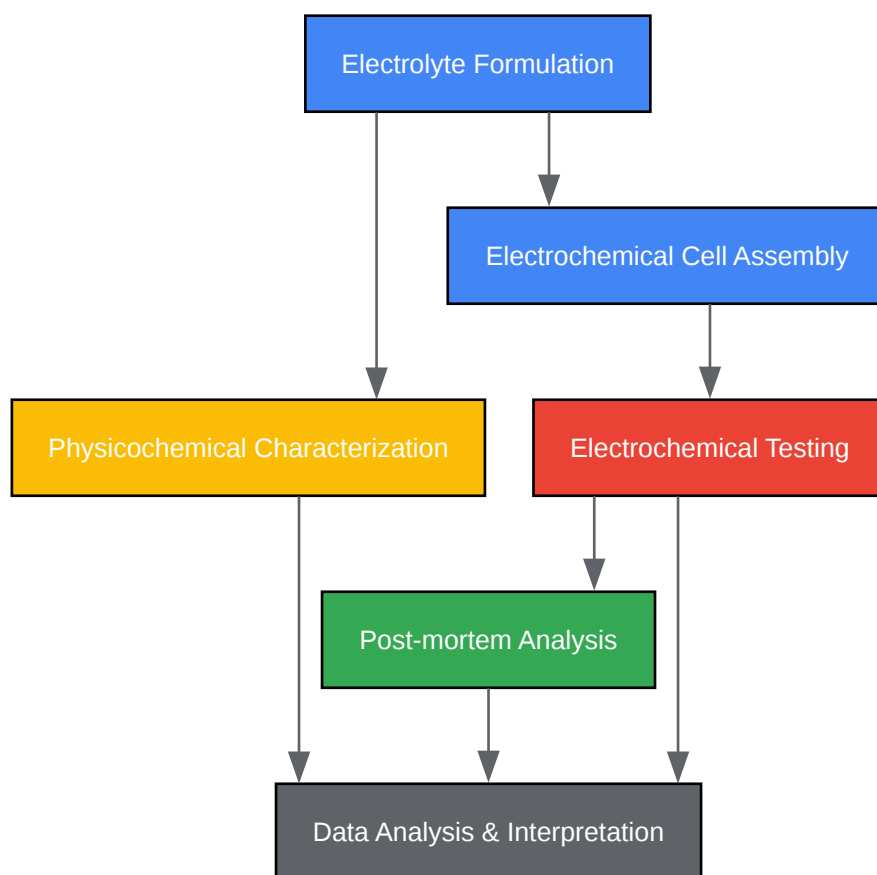 Electrolyte Formulation
Electrochemical Cell Assembly
Physicochemical Characterization
Electrochemical Testing
Post-mortem Analysis
Data Analysis & Interpretation